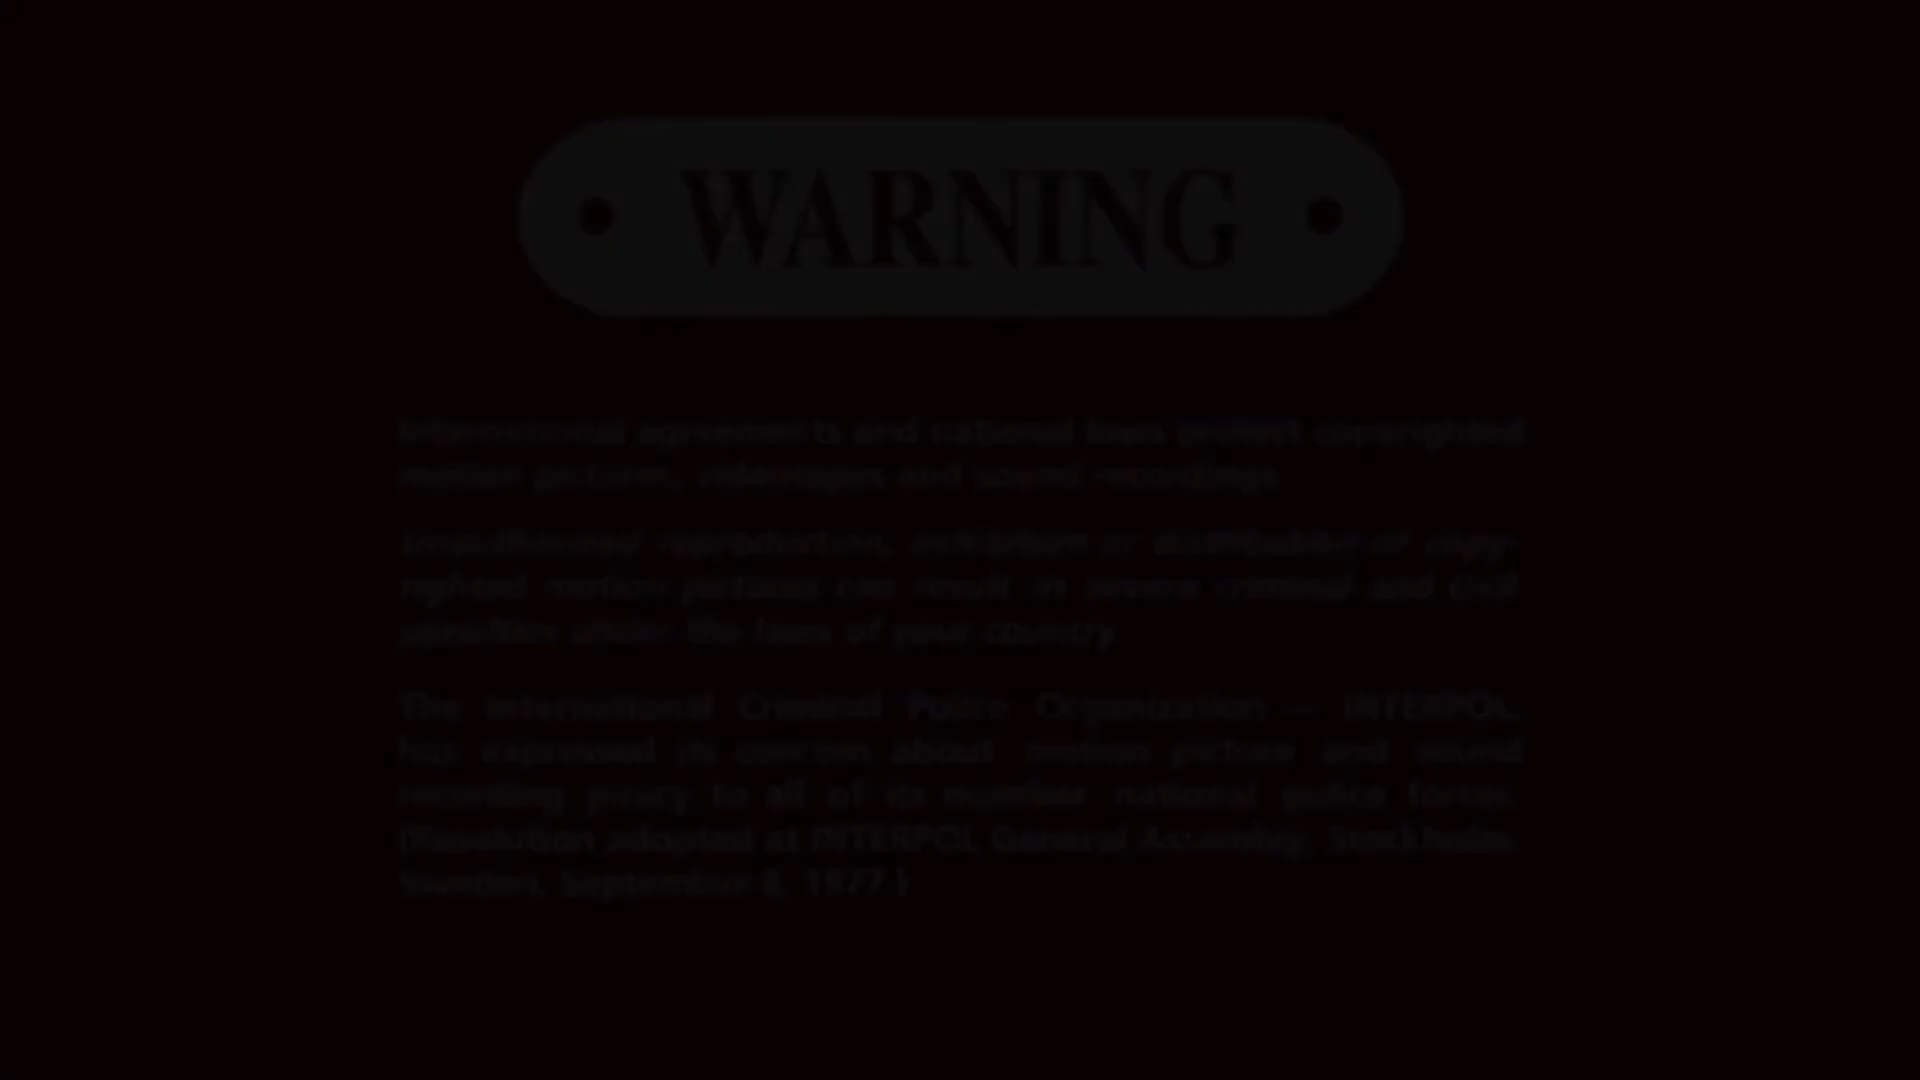 • WARNING •
International agreements and national laws protect copyrighted
motion pictures, videotapes and sound recordings.
Unauthorized reproduction, exhibition or distribution of copy-
righted motion pictures can result in severe criminal and civil
penalties under the laws of your country.
The International Criminal Police Organization — INTERPOL,
has expressed its concern about motion picture and sound
recording piracy to all of its member national police forces.
(Resolution adopted at INTERPOL General Assembly, Stockholm,
Sweden, September 8, 1977.)